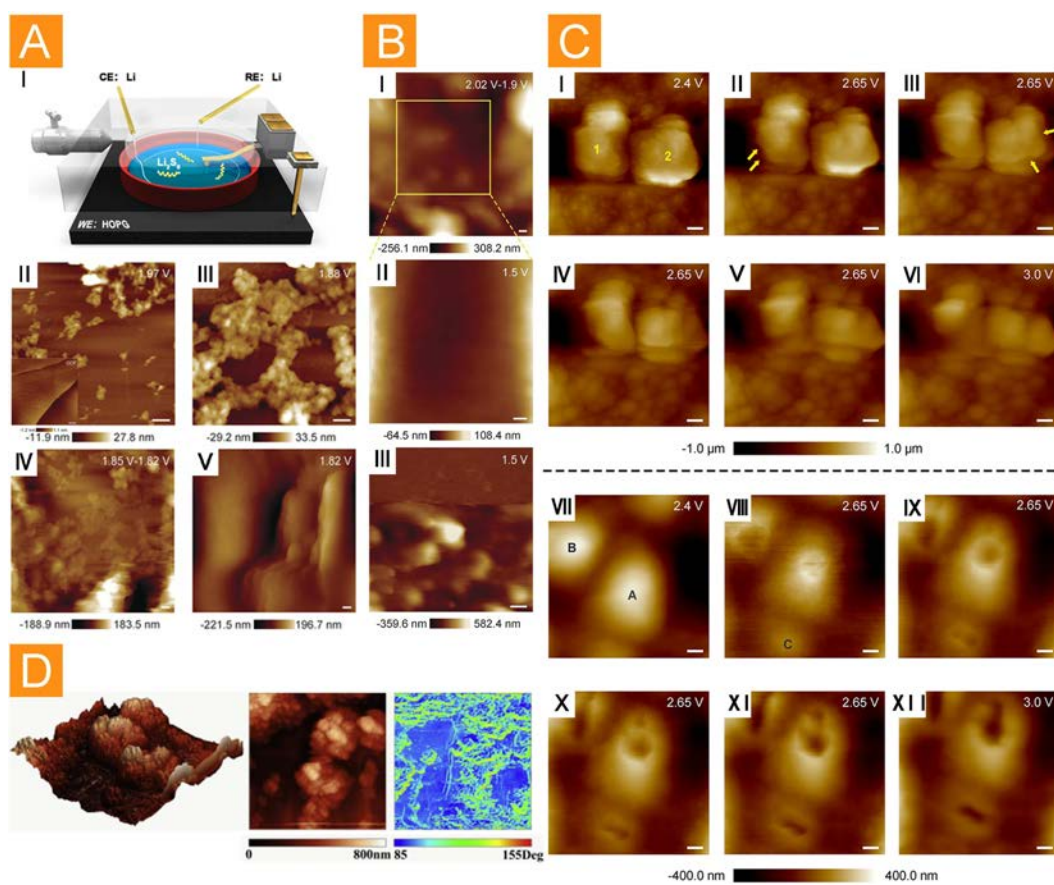 A
I
CE: Li
RE: Li
Li₂S₈
WE: HOPG
II
1.97 V
-11.9 nm
27.8 nm
III
1.88 V
-29.2 nm
33.5 nm
IV
1.85 V-1.82 V
-188.9 nm
183.5 nm
V
1.82 V
-221.5 nm
196.7 nm
B
I
2.02 V-1.9 V
-256.1 nm
308.2 nm
II
1.5 V
-64.5 nm
108.4 nm
III
1.5 V
-359.6 nm
582.4 nm
C
I
2.4 V
1
2
II
2.65 V
III
2.65 V
IV
2.65 V
V
2.65 V
VI
3.0 V
-1.0 µm
1.0 µm
VII
2.4 V
B
A
VIII
2.65 V
C
IX
2.65 V
X
2.65 V
XI
2.65 V
XII
3.0 V
-400.0 nm
400.0 nm
D
0
800nm
85
155Deg